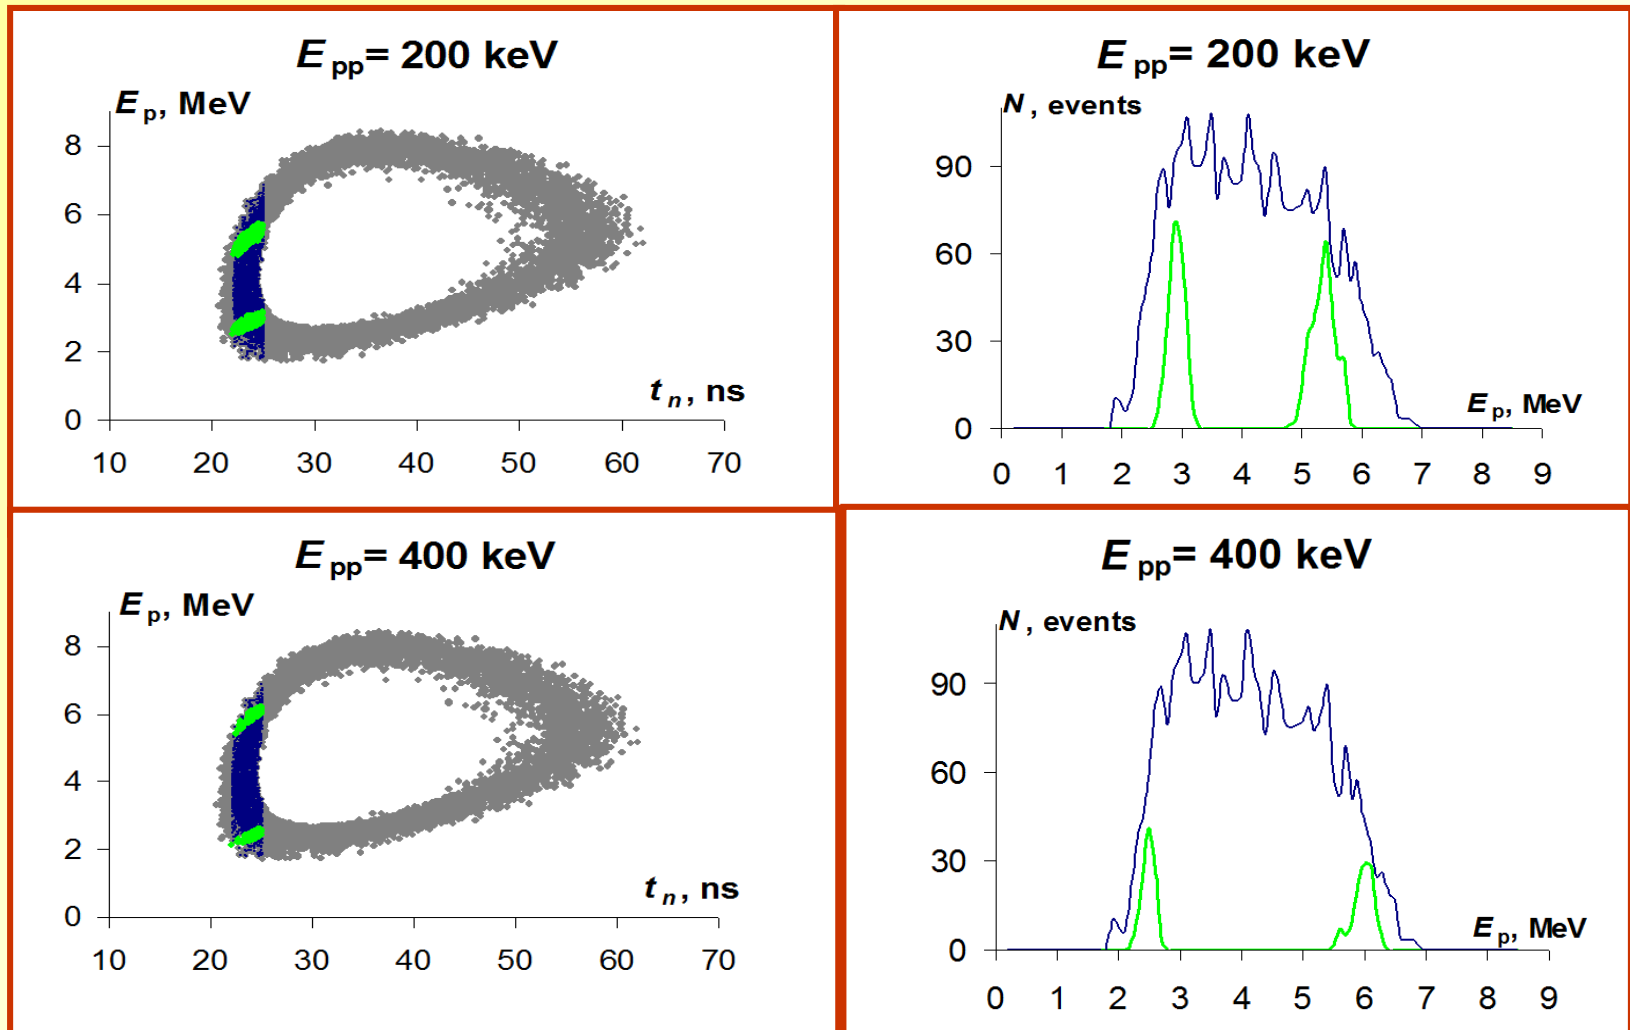 E pp= 200 keV
E p, MeV
8
6
4
2
0
t n, ns
10 20 30 40 50 60 70
E pp= 200 keV
N , events
90
60
30
0
E p, MeV
0 1 2 3 4 5 6 7 8 9
E pp= 400 keV
E p, MeV
8
6
4
2
0
t n, ns
10 20 30 40 50 60 70
E pp= 400 keV
N , events
90
60
30
0
E p, MeV
0 1 2 3 4 5 6 7 8 9